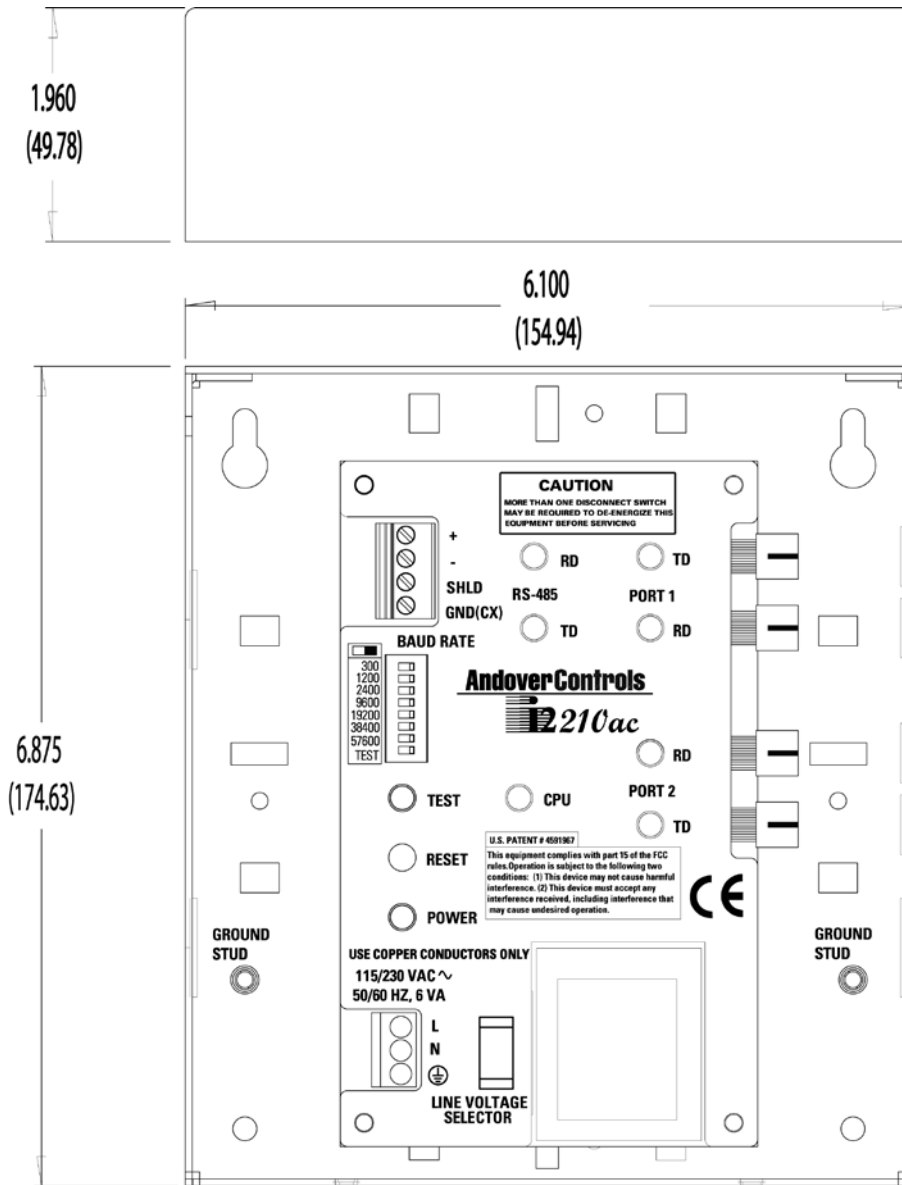 1.960
(49.78)
6.100
(154.94)
6.875
(174.63)
CAUTION
MORE THAN ONE DISCONNECT SWITCH
MAY BE REQUIRED TO DE-ENERGIZE THIS
EQUIPMENT BEFORE SERVICING
+
-
SHLD
GND(CX)
RD
TD
RS-485
PORT 1
TD
RD
BAUD RATE
300
1200
2400
9600
19200
38400
57600
TEST
AndoverControls
i2 210ac
RD
PORT 2
TD
TEST
CPU
RESET
POWER
U.S. PATENT # 4591967
This equipment complies with part 15 of the FCC
rules.Operation is subject to the following two
conditions: (1) This device may not cause harmful
interference. (2) This device must accept any
interference received, including interference that
may cause undesired operation.
CE
GROUND
STUD
GROUND
STUD
USE COPPER CONDUCTORS ONLY
115/230 VAC ~
50/60 HZ, 6 VA
L
N
LINE VOLTAGE
SELECTOR